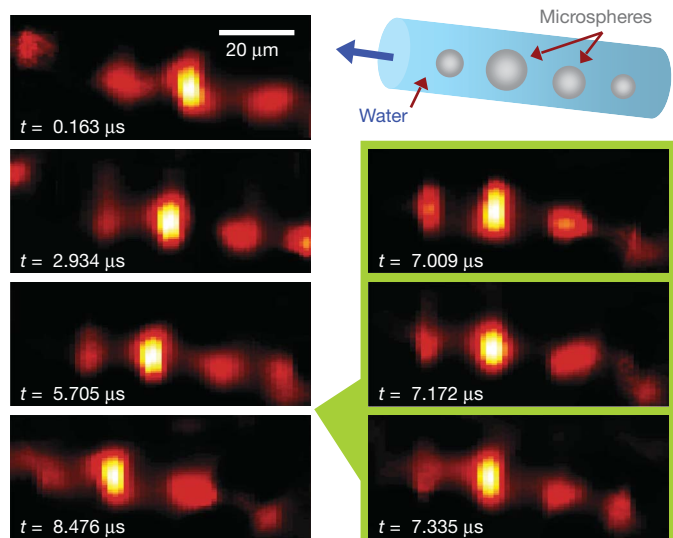 20 μm
t = 0.163 μs
Microspheres
Water
t = 2.934 μs
t = 7.009 μs
t = 5.705 μs
t = 7.172 μs
t = 8.476 μs
t = 7.335 μs